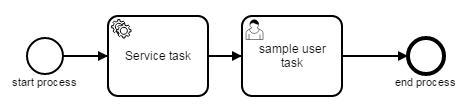 start process
Service task
sample user
task
end process